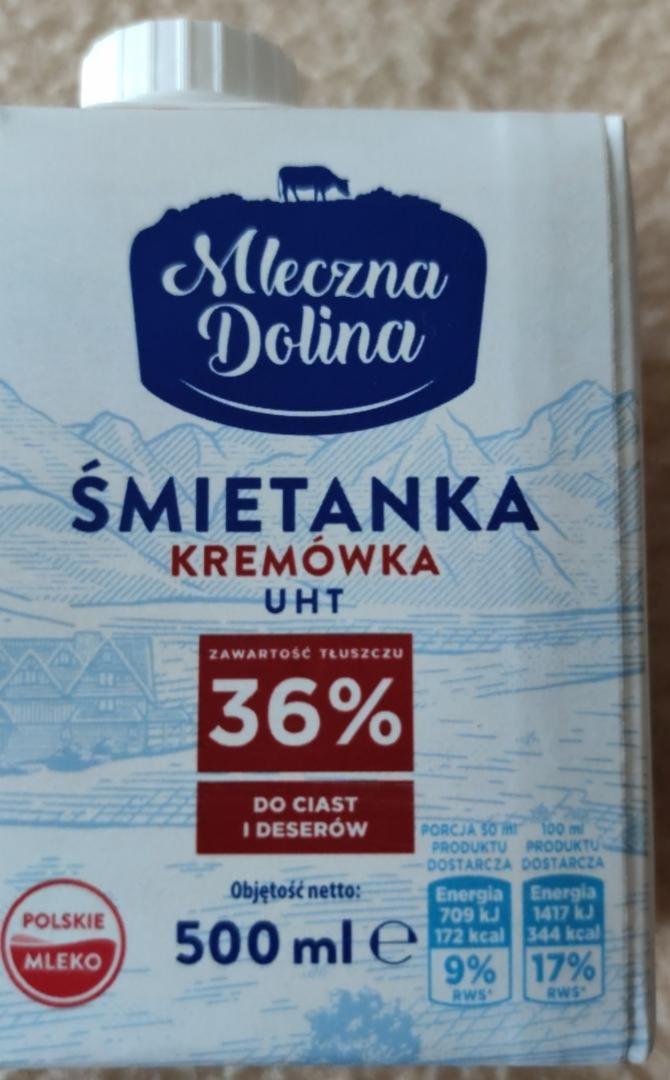 Mleczna
Dolina
ŚMIETANKA
KREMÓWKA
UHT
ZAWARTOŚĆ TŁUSZCZU
36%
DO CIAST
I DESERÓW
POLSKIE
MLEKO
Objętość netto:
500 ml e
PORCJA 50 ml
PRODUKTU
DOSTARCZA
Energia
709 kJ
172 kcal
9%
RWS*
100 ml
PRODUKTU
DOSTARCZA
Energia
1417 kJ
344 kcal
17%
RWS*